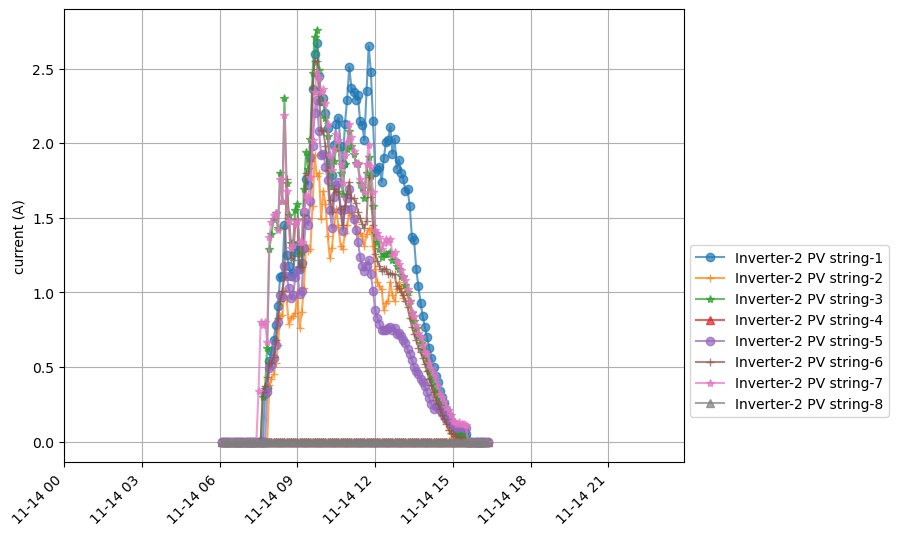 current (A)
2.5
2.0
1.5
1.0
0.5
0.0
11-14 00
11-14 03
11-14 06
11-14 09
11-14 12
11-14 15
11-14 18
11-14 21
Inverter-2 PV string-1
Inverter-2 PV string-2
Inverter-2 PV string-3
Inverter-2 PV string-4
Inverter-2 PV string-5
Inverter-2 PV string-6
Inverter-2 PV string-7
Inverter-2 PV string-8